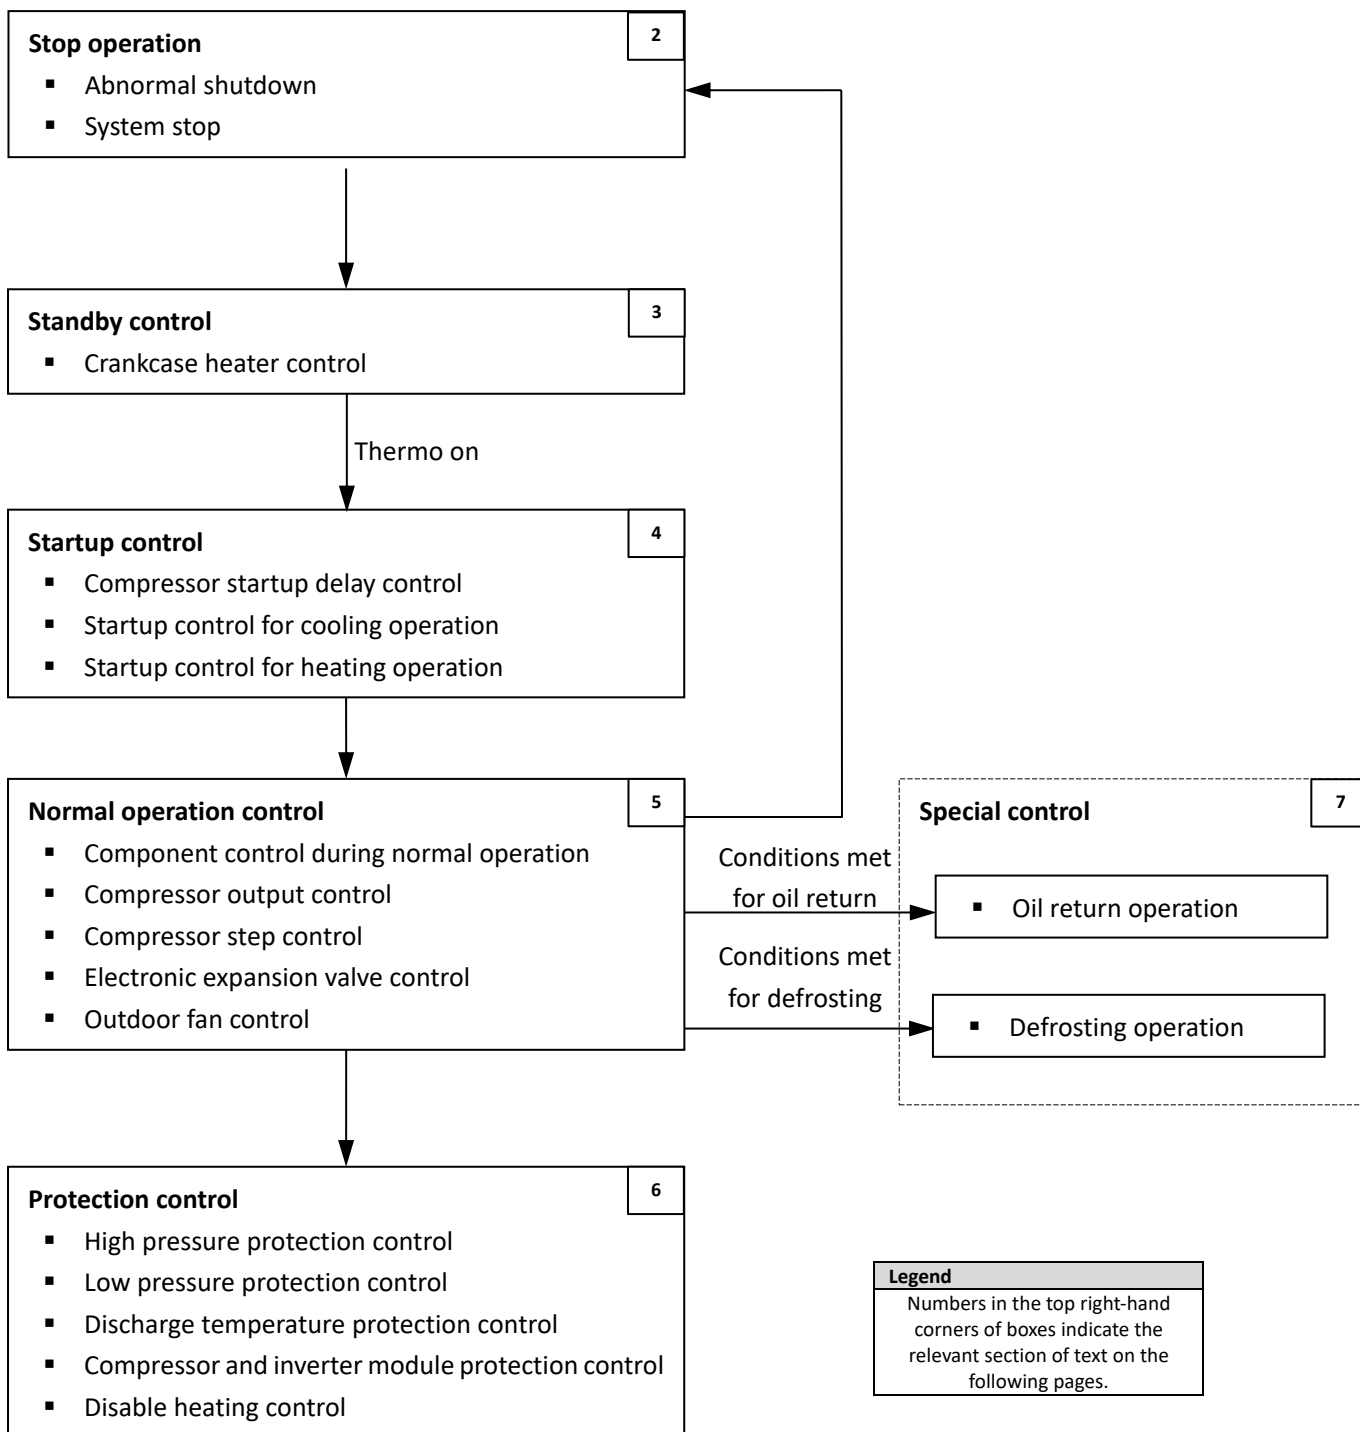 Stop operation
2
▪ Abnormal shutdown
▪ System stop
Standby control
3
▪ Crankcase heater control
Thermo on
Startup control
4
▪ Compressor startup delay control
▪ Startup control for cooling operation
▪ Startup control for heating operation
Normal operation control
5
▪ Component control during normal operation
▪ Compressor output control
▪ Compressor step control
▪ Electronic expansion valve control
▪ Outdoor fan control
Conditions met
for oil return
Conditions met
for defrosting
Special control
7
▪ Oil return operation
▪ Defrosting operation
Protection control
6
▪ High pressure protection control
▪ Low pressure protection control
▪ Discharge temperature protection control
▪ Compressor and inverter module protection control
▪ Disable heating control
Legend
Numbers in the top right-hand
corners of boxes indicate the
relevant section of text on the
following pages.